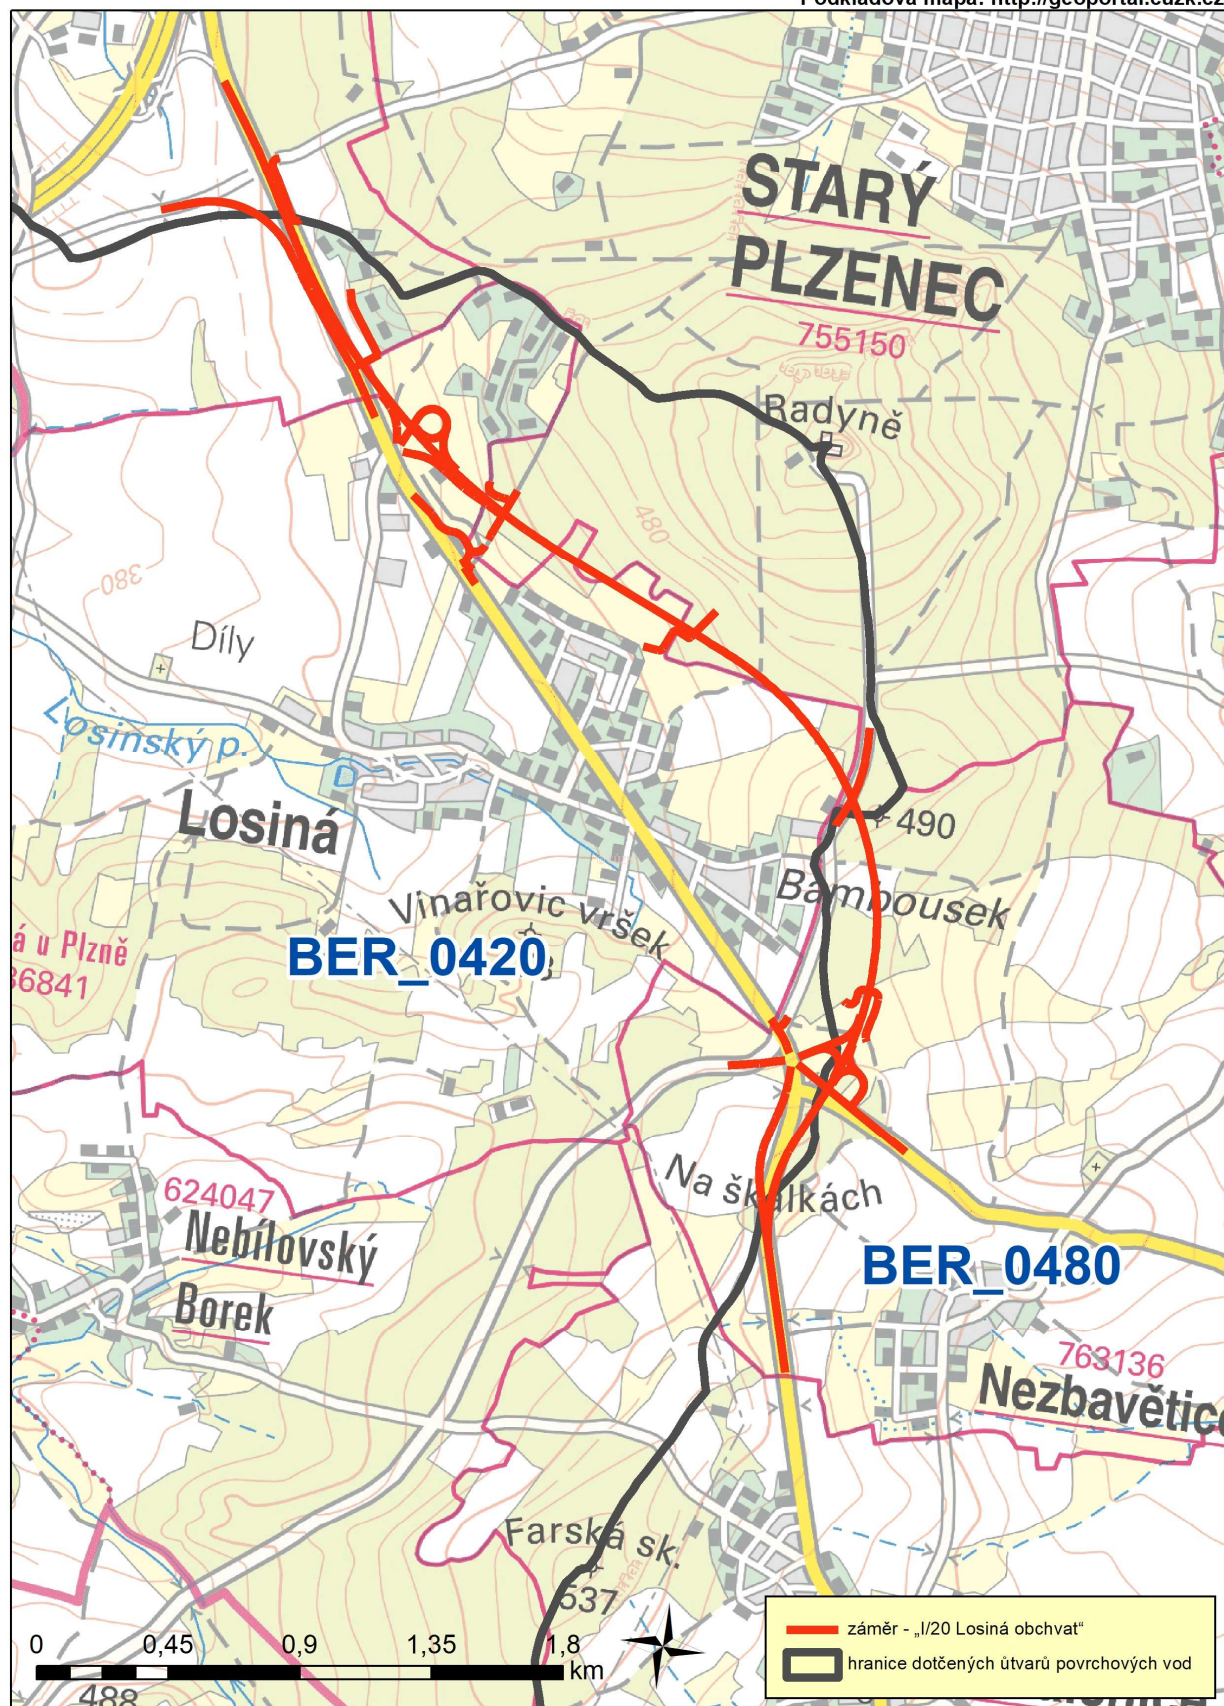 Podkladová mapa: http://geoportal.cuzk.cz
STARÝ
PLZENEC
755150
Radyně
480
380
Díly
Losinský p.
Losiná
490
Vinařovic vršek
Bambousek
á u Plzně
36841
BER_0420
Na škalkách
624047
Nebílovský
Borek
BER_0480
763136
Nezbavětice
Farská sk.
537
0 0,45 0,9 1,35 1,8
km
488
záměr - „I/20 Losiná obchvat“
hranice dotčených útvarů povrchových vod